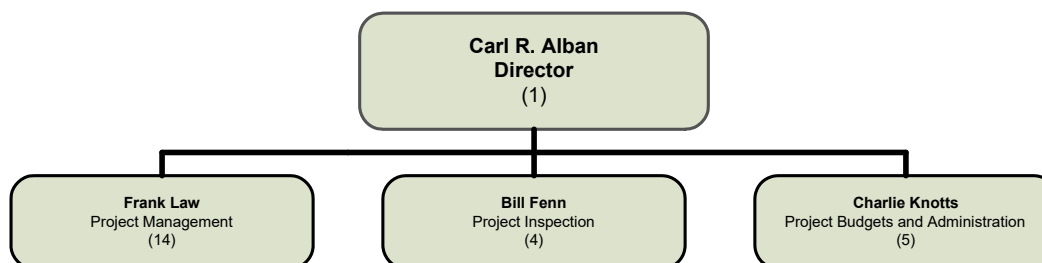 Carl R. Alban
Director
(1)
Frank Law
Project Management
(14)
Bill Fenn
Project Inspection
(4)
Charlie Knotts
Project Budgets and Administration
(5)